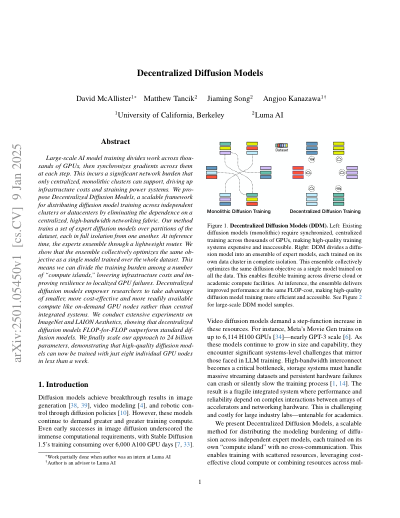 Decentralized Diffusion Models
David McAllister¹* Matthew Tancik² Jiaming Song² Angjoo Kanazawa¹†
¹University of California, Berkeley ²Luma AI
arXiv:2501.05450v1 [cs.CV] 9 Jan 2025
Abstract
Large-scale AI model training divides work across thou-
sands of GPUs, then synchronizes gradients across them
at each step. This incurs a significant network burden that
only centralized, monolithic clusters can support, driving up
infrastructure costs and straining power systems. We pro-
pose Decentralized Diffusion Models, a scalable framework
for distributing diffusion model training across independent
clusters or datacenters by eliminating the dependence on a
centralized, high-bandwidth networking fabric. Our method
trains a set of expert diffusion models over partitions of the
dataset, each in full isolation from one another. At inference
time, the experts ensemble through a lightweight router. We
show that the ensemble collectively optimizes the same ob-
jective as a single model trained over the whole dataset. This
means we can divide the training burden among a number of
"compute islands," lowering infrastructure costs and im-
proving resilience to localized GPU failures. Decentralized
diffusion models empower researchers to take advantage
of smaller, more cost-effective and more readily available
compute like on-demand GPU nodes rather than central
integrated systems. We conduct extensive experiments on
ImageNet and LAION Aesthetics, showing that decentralized
diffusion models FLOP-for-FLOP outperform standard dif-
fusion models. We finally scale our approach to 24 billion
parameters, demonstrating that high-quality diffusion models
can now be trained with just eight individual GPU nodes
in less than a week.
1. Introduction
Diffusion models achieve breakthrough results in image
generation [38, 39], video modeling [4], and robotic con-
trol through diffusion policies [10]. However, these models
continue to demand greater and greater training compute.
Even early successes in image diffusion underscored the
immense computational requirements, with Stable Diffusion
1.5's training consuming over 6,000 A100 GPU days [7, 33].
*Work partially done when author was an intern at Luma AI
†Author is an advisor to Luma AI
Dataset
Monolithic Diffusion Training
Decentralized Diffusion Training
Figure 1. Decentralized Diffusion Models (DDM). Left: Existing
diffusion models (monolithic) require synchronized, centralized
training across thousands of GPUs, making high-quality training
systems expensive and inaccessible. Right: DDMs divide a diffu-
sion model into an ensemble of expert models, each trained on its
own data cluster in complete isolation. This ensemble collectively
optimizes the same diffusion objective as a single model trained on
all the data. This enables flexible training across diverse cloud or
academic compute facilities. At inference, the ensemble delivers
improved performance at the same FLOP-cost, making high-quality
diffusion model training more efficient and accessible. See Figure 2
for large-scale DDM model samples.
Video diffusion models demand a step-function increase in
these resources. For instance, Meta's Movie Gen trains on
up to 6,144 H100 GPUs [34]—nearly GPT-3 scale [6]. As
these models continue to grow in size and capability, they
encounter significant systems-level challenges that mirror
those faced in LLM training. High-bandwidth interconnect
becomes a critical bottleneck, storage systems must handle
massive streaming datasets and persistent hardware failures
can crash or silently slow the training process [1, 14]. The
result is a fragile integrated system where performance and
reliability depend on complex interactions between arrays of
accelerators and networking hardware. This is challenging
and costly for large industry labs—untenable for academics.
We present Decentralized Diffusion Models, a scalable
method for distributing the modeling burden of diffu-
sion across independent expert models, each trained on its
own "compute island" with no cross-communication. This
enables training with scattered resources, leveraging cost-
effective cloud compute or combining resources across mul-
1